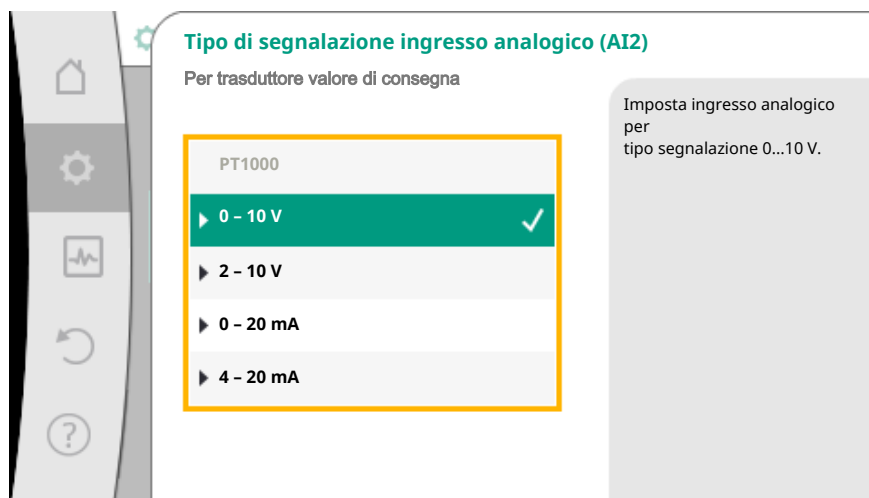 Tipo di segnalazione ingresso analogico (AI2)
Per trasduttore valore di consegna
PT1000
0 – 10 V
2 – 10 V
0 – 20 mA
4 – 20 mA
Imposta ingresso analogico
per
tipo segnalazione 0...10 V.
?